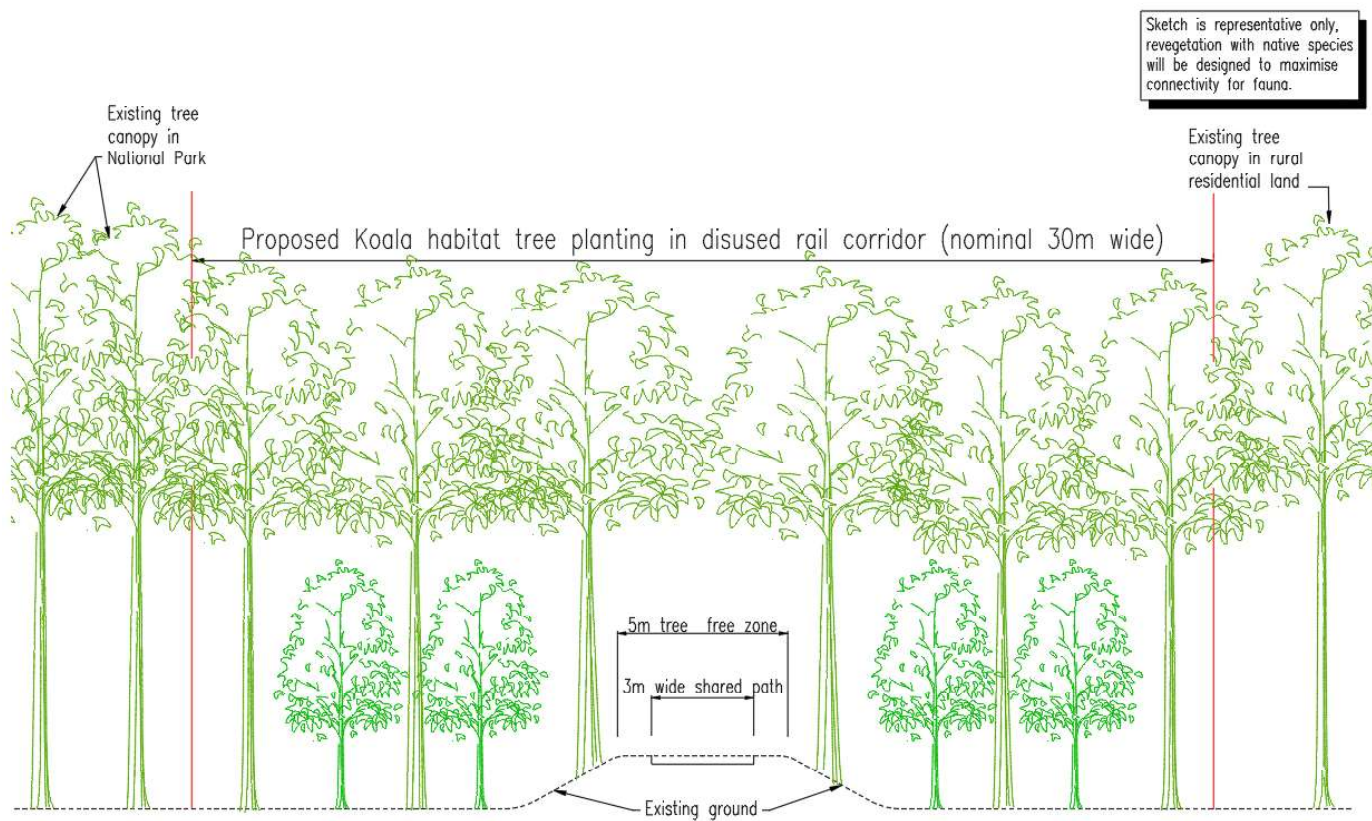 Sketch is representative only,
revegetation with native species
will be designed to maximise
connectivity for fauna.
Existing tree
canopy in
National Park
Existing tree
canopy in rural
residential land
Proposed Koala habitat tree planting in disused rail corridor (nominal 30m wide)
5m tree free zone
3m wide shared path
Existing ground